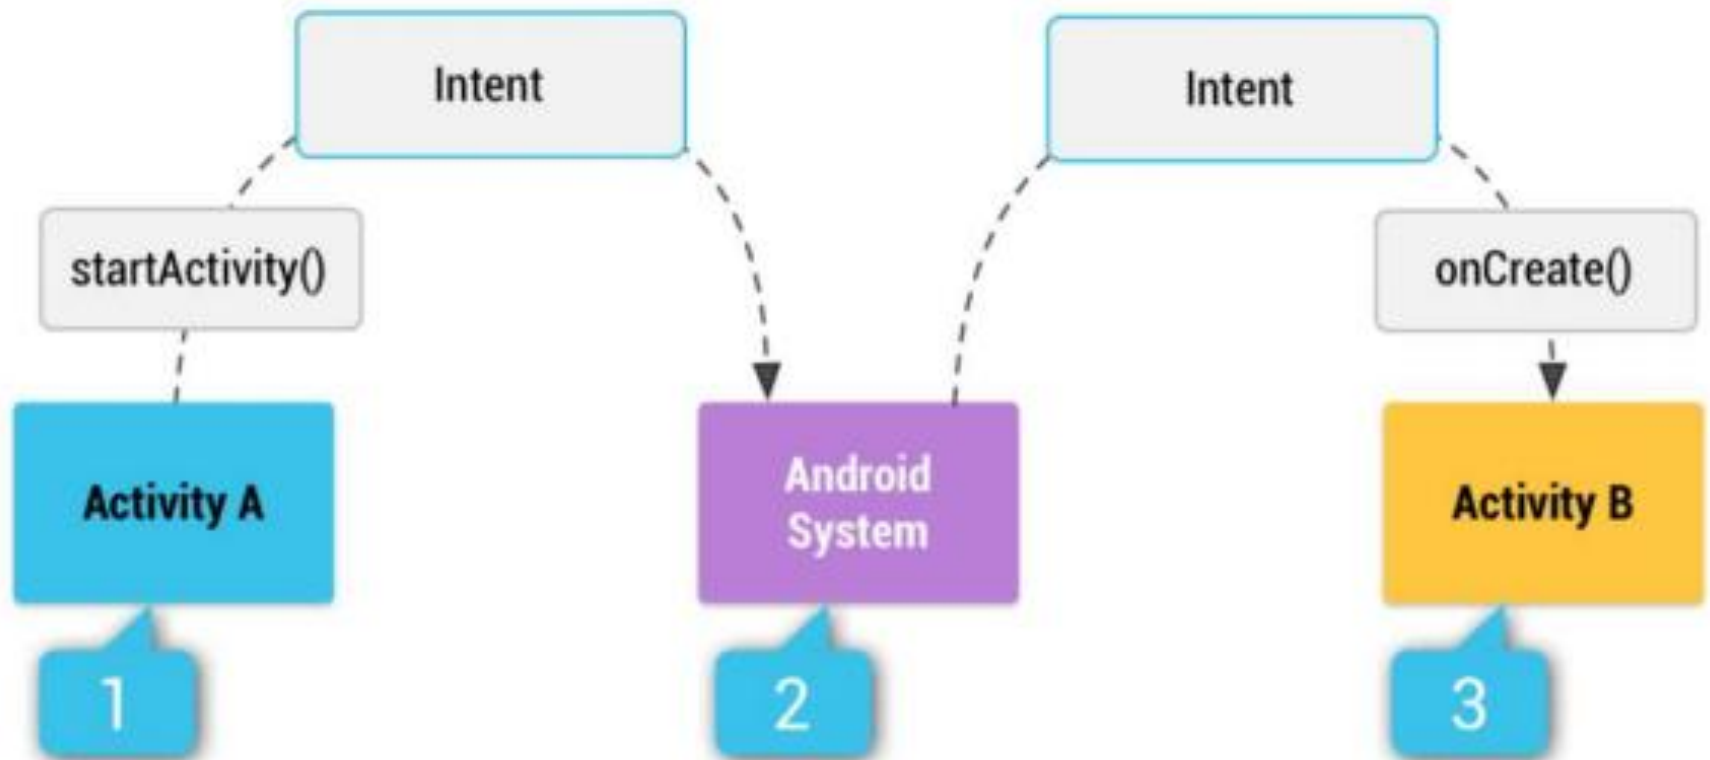 Intent
Intent
startActivity()
onCreate()
Activity A
Android
System
Activity B
1
2
3